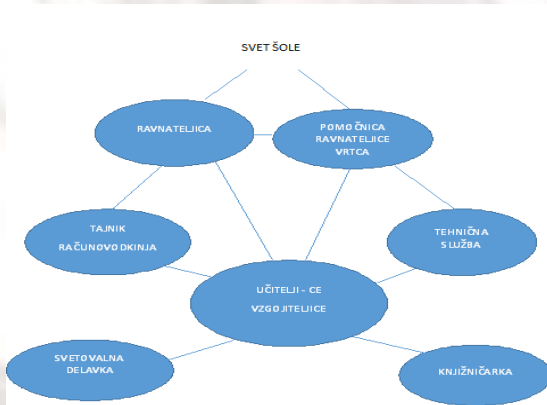 SVET ŠOLE
RAVNATELJICA
POMOČNICA
RAVNATELJICE
VRTCA
TAJNIK
RAČUNOVODKINJA
TEHNIČNA
SLUŽBA
UČITELJI - CE
VZGOJITELJICE
SVETOVALNA
DELAVKA
KNJIŽNIČARKA